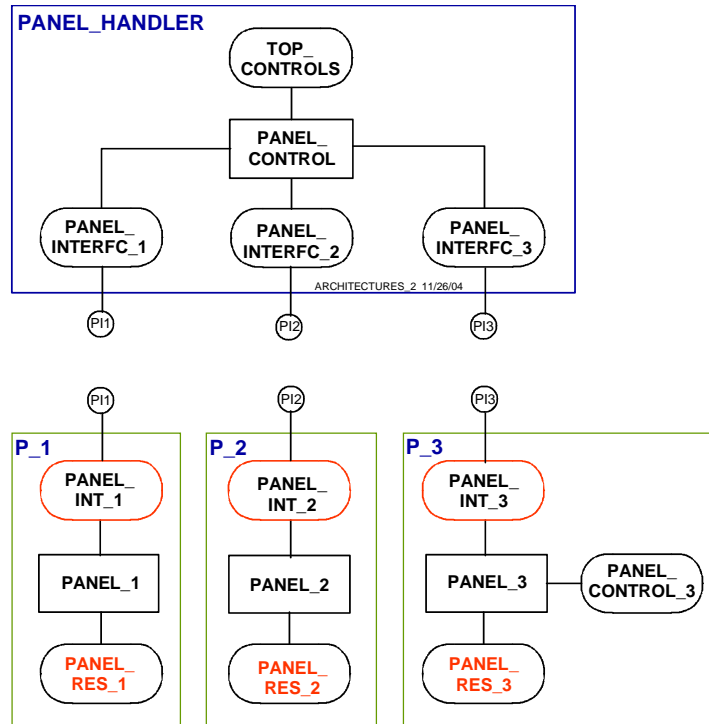 PANEL_HANDLER
TOP_
CONTROLS
PANEL_
CONTROL
PANEL_
INTERFC_1
PANEL_
INTERFC_2
PANEL_
INTERFC_3
ARCHITECTURES_2 11/26/04
PI1
PI2
PI3
PI1
PI2
PI3
P_1
P_2
P_3
PANEL_
INT_1
PANEL_
INT_2
PANEL_
INT_3
PANEL_1
PANEL_2
PANEL_3
PANEL_
CONTROL_3
PANEL_
RES_1
PANEL_
RES_2
PANEL_
RES_3